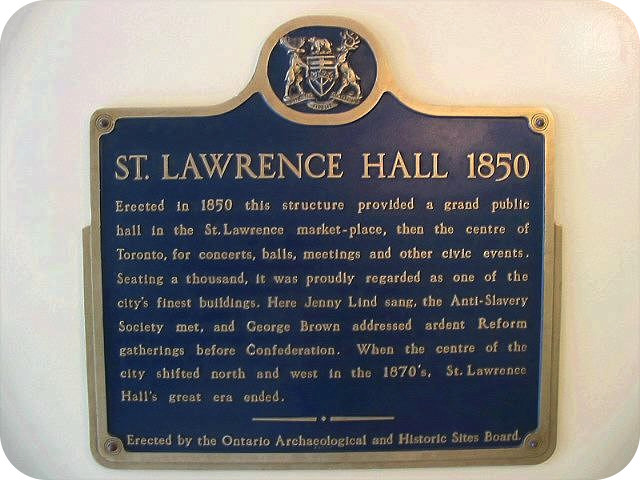 ST. LAWRENCE HALL 1850
Erected in 1850 this structure provided a grand public
hall in the St. Lawrence market-place, then the centre of
Toronto, for concerts, balls, meetings and other civic events.
Seating a thousand, it was proudly regarded as one of the
city's finest buildings. Here Jenny Lind sang, the Anti-Slavery
Society met, and George Brown addressed ardent Reform
gatherings before Confederation. When the centre of the
city shifted north and west in the 1870's, St. Lawrence
Hall's great era ended.
Erected by the Ontario Archaeological and Historic Sites Board.